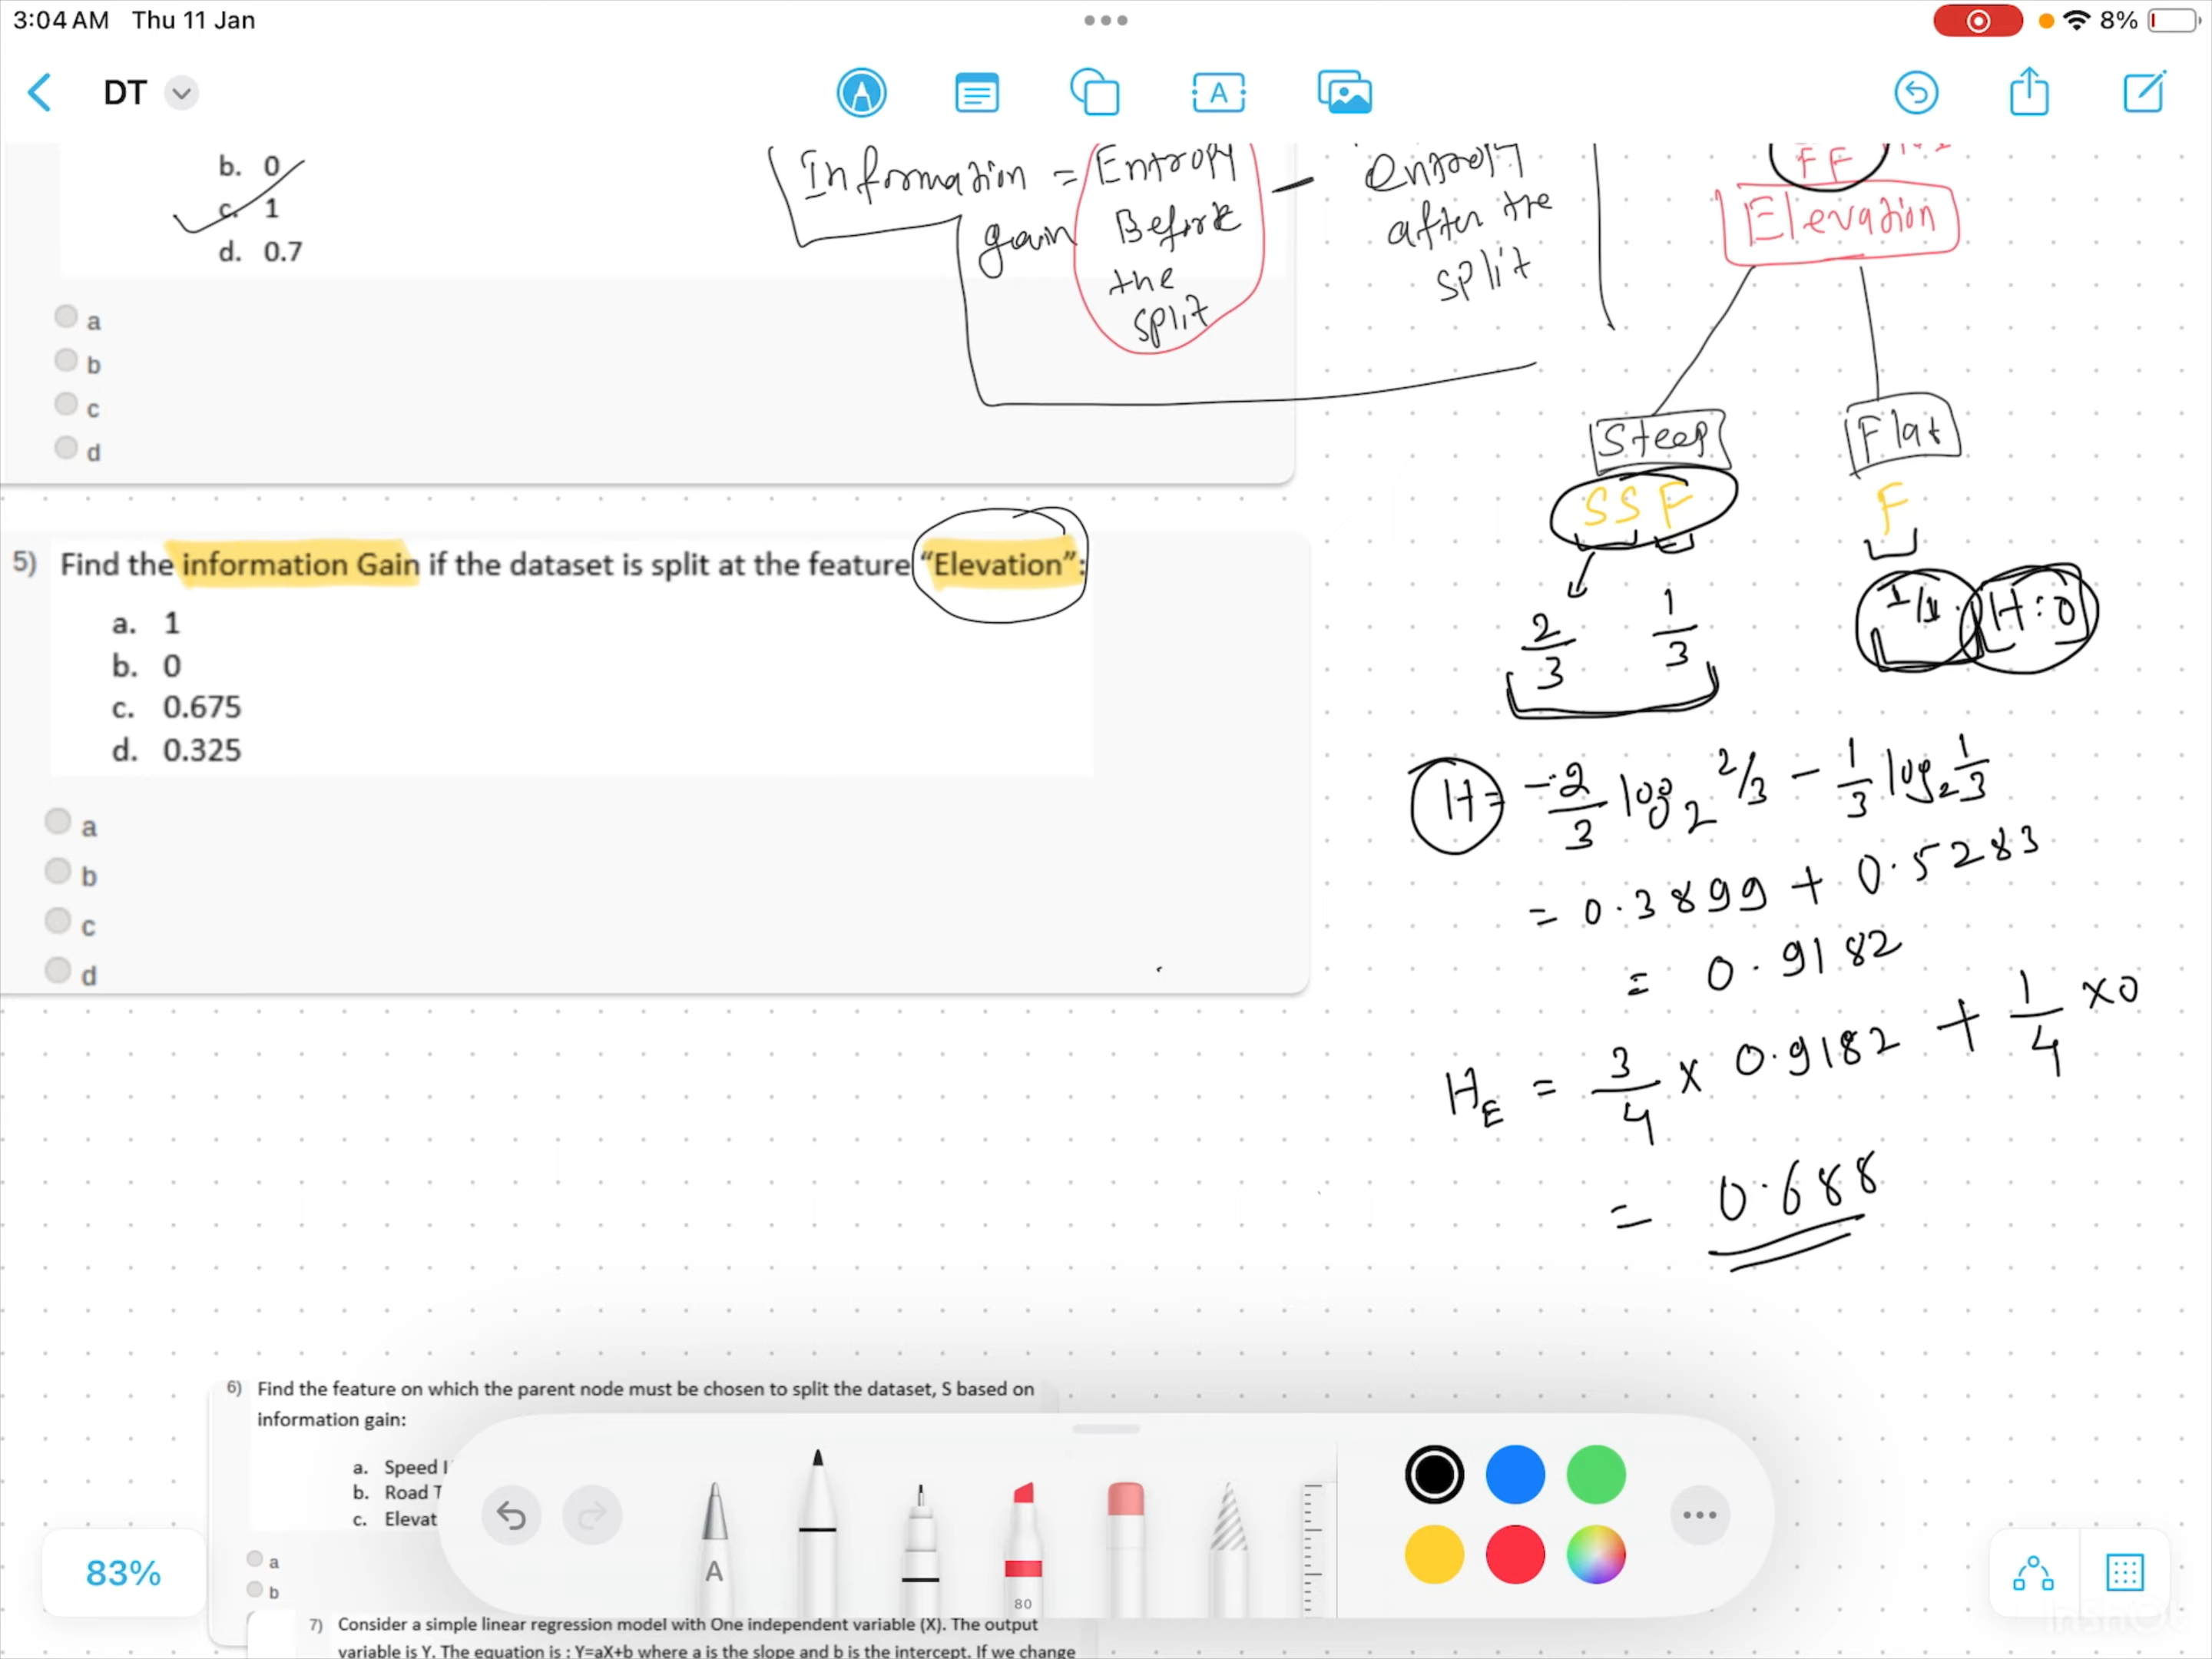 3:04 AM Thu 11 Jan
8%
DT
A
b. 0
c. 1
d. 0.7
a
b
c
d
Information = Entropy
gain Before
the
split
—
entropy
after the
split
FF
Elevation
Steep
Flat
SSF
F
2/3
1/3
1/1
H:0
5) Find the information Gain if the dataset is split at the feature "Elevation":
a. 1
b. 0
c. 0.675
d. 0.325
a
b
c
d
H = -2/3 log2 2/3 - 1/3 log2 1/3
= 0.3899 + 0.5283
= 0.9182
HE = 3/4 x 0.9182 + 1/4 x0
= 0.688
6) Find the feature on which the parent node must be chosen to split the dataset, S based on
information gain:
a. Speed
b. Road
c. Elevat
a
b
A
80
83%
7) Consider a simple linear regression model with One independent variable (X). The output
variable is Y. The equation is : Y=aX+b where a is the slope and b is the intercept. If we change